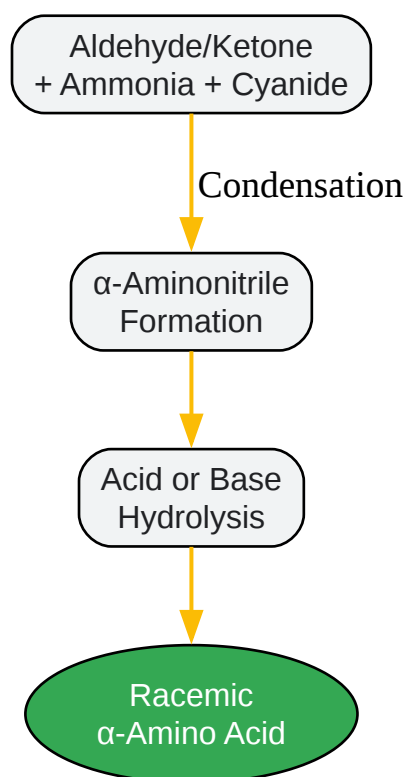 Aldehyde/Ketone
+ Ammonia + Cyanide
Condensation
α-Aminonitrile
Formation
Acid or Base
Hydrolysis
Racemic
α-Amino Acid